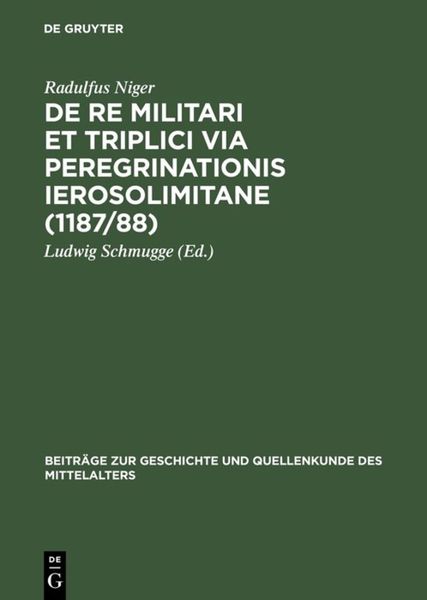 DE GRUYTER
Radulfus Niger
DE RE MILITARI
ET TRIPLICI VIA
PEREGRINATIONIS
IEROSOLIMITANE
(1187/88)
Ludwig Schmugge (Ed.)
BEITRÄGE ZUR GESCHICHTE UND QUELLENKUNDE DES
MITTELALTERS
DE
G